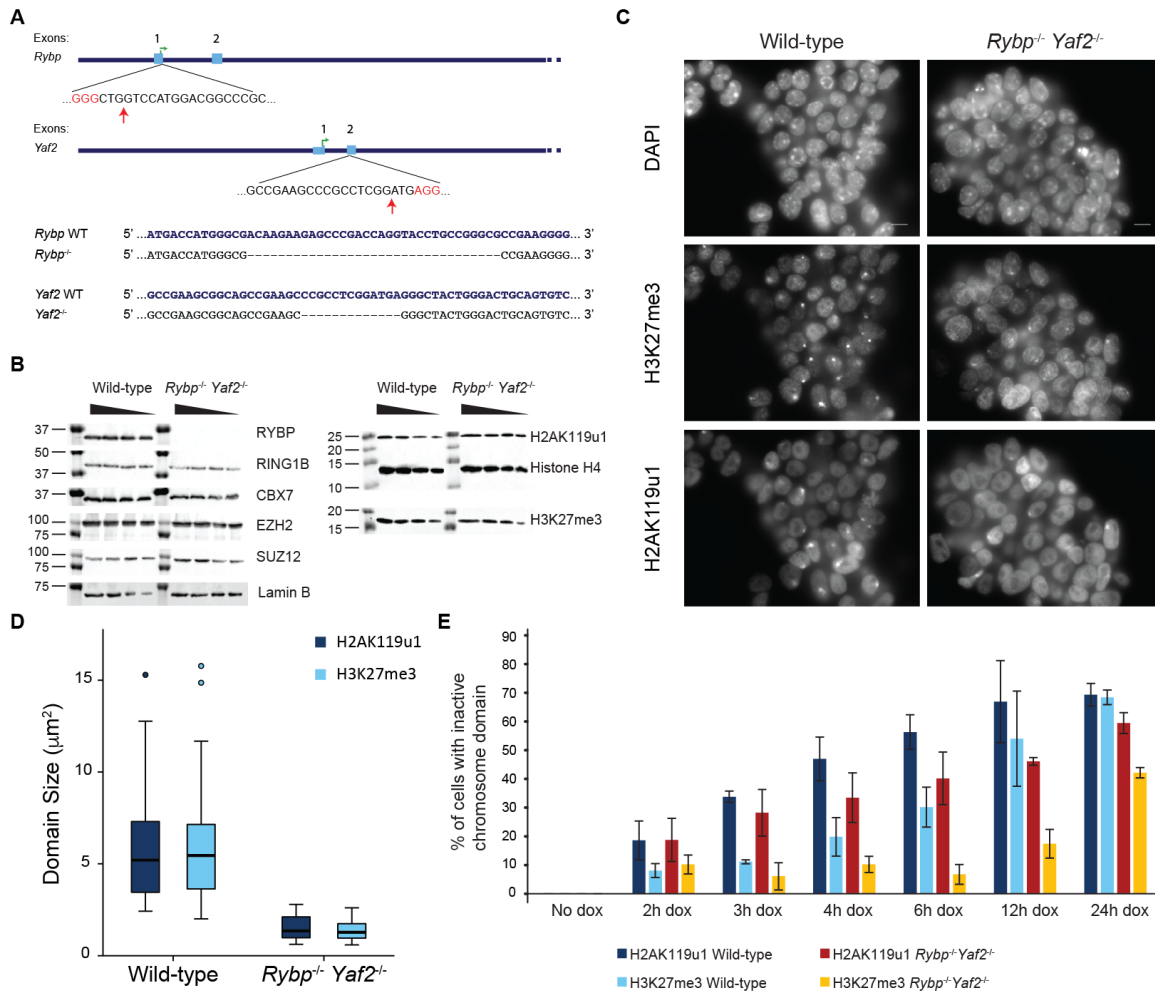 A
Exons:
1
2
Rybp
...GGGCTGGTCCATGGACGGCCCGC...
Exons:
1
2
Yaf2
...GCCGAAGCCCGCCTCGGATGAGG...
Rybp WT 5' ...ATGACCATGGGCGACAAGAAGAGCCCGACCAGGTACCTGCCGGGCGCCGAAGGGG... 3'
Rybp-/- 5' ...ATGACCATGGGCG––––––––––––––––––––––––––––––CCGAAGGGG... 3'
Yaf2 WT 5' ...GCCGAAGCGGCAGCCGAAGCCCGCCTCGGATGAGGGCTACTGGGACTGCAGTGTC... 3'
Yaf2-/- 5' ...GCCGAAGCGGCAGCCGAAGC––––––––––––GGGCTACTGGGACTGCAGTGTC... 3'
B
Wild-type
Rybp-/- Yaf2-/-
37
RYBP
50
37
RING1B
37
CBX7
100
75
EZH2
100
75
SUZ12
75
Lamin B
Wild-type
Rybp-/- Yaf2-/-
25
20
H2AK119u1
15
10
Histone H4
20
15
H3K27me3
C
Wild-type
Rybp-/- Yaf2-/-
DAPI
H3K27me3
H2AK119u1
D
Domain Size (μm²)
15
10
5
0
H2AK119u1
H3K27me3
Wild-type
Rybp-/- Yaf2-/-
E
% of cells with inactive
chromosome domain
90
80
70
60
50
40
30
20
10
0
No dox
2h dox
3h dox
4h dox
6h dox
12h dox
24h dox
H2AK119u1 Wild-type
H2AK119u1 Rybp-/-Yaf2-/-
H3K27me3 Wild-type
H3K27me3 Rybp-/-Yaf2-/-